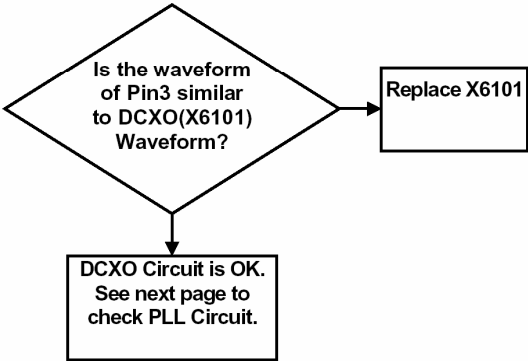 Is the waveform
of Pin3 similar
to DCXO(X6101)
Waveform?
Replace X6101
DCXO Circuit is OK.
See next page to
check PLL Circuit.